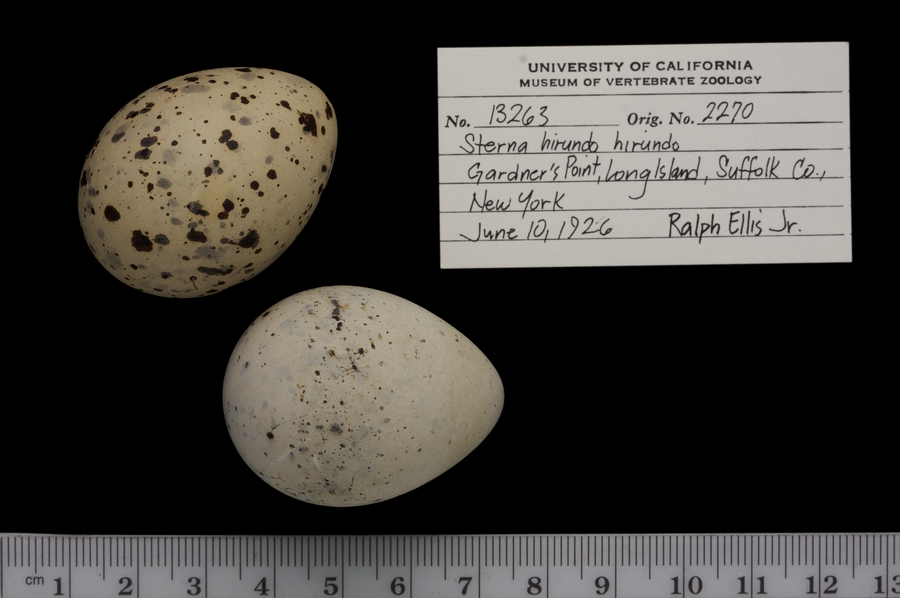 UNIVERSITY OF CALIFORNIA
MUSEUM OF VERTEBRATE ZOOLOGY
No. 13263 Orig. No. 2270
Sterna hirundo hirundo
Gardner's Point, Long Island, Suffolk Co.,
New York
June 10, 1926 Ralph Ellis Jr.
cm 1 2 3 4 5 6 7 8 9 10 11 12 13